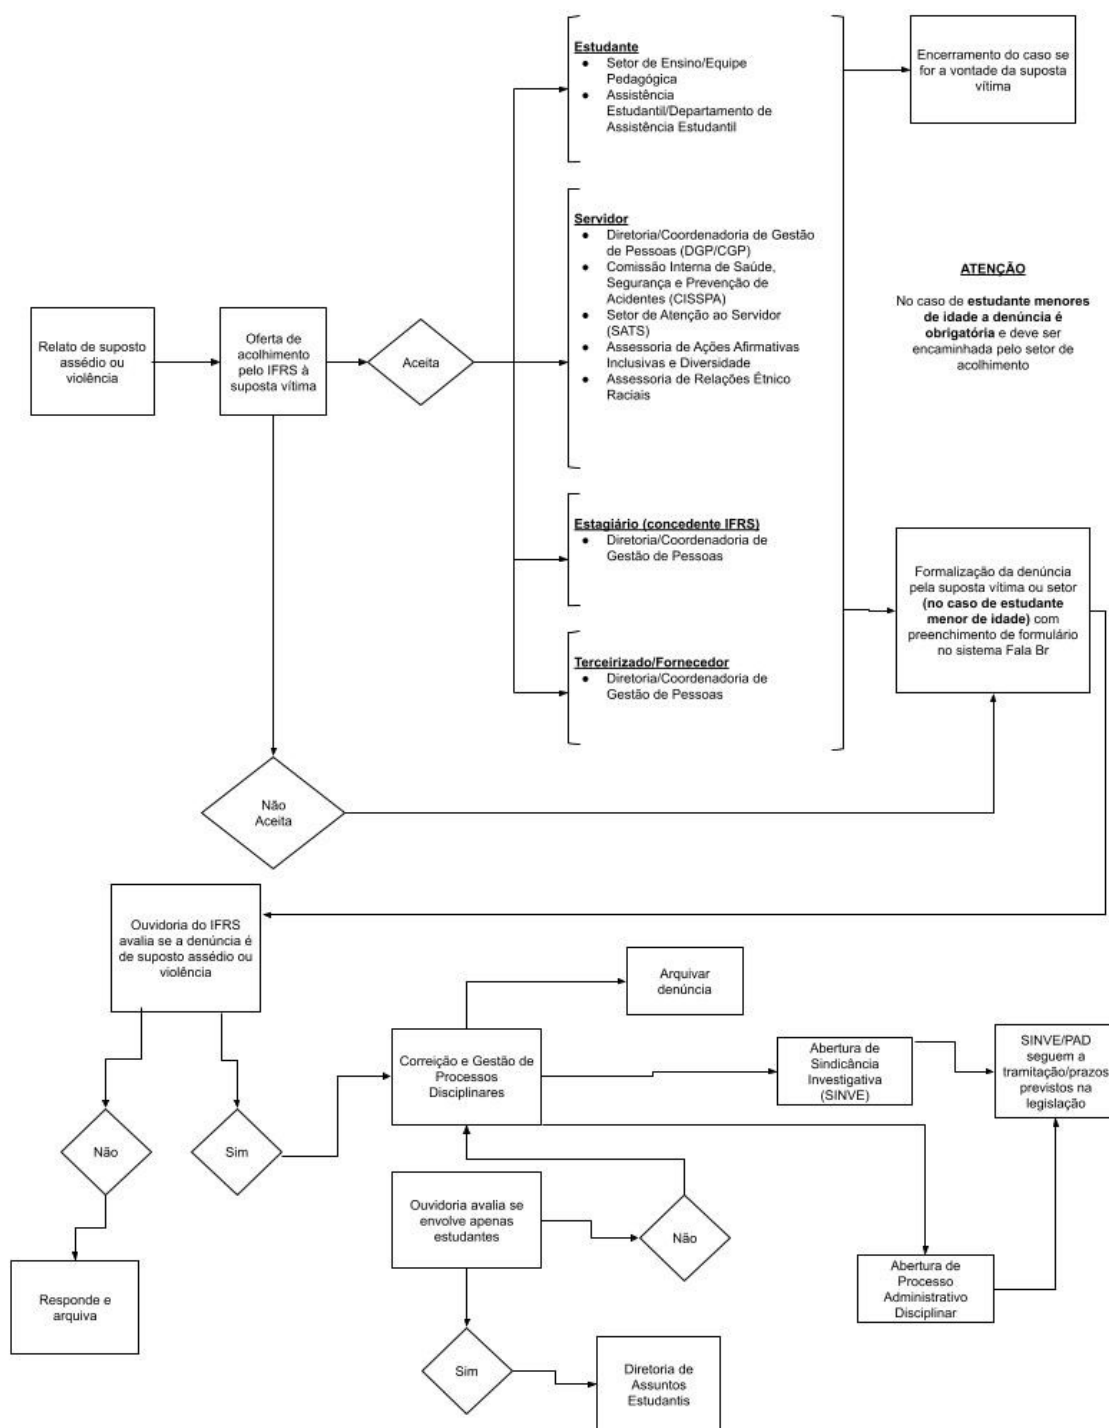 Estudante
● Setor de Ensino/Equipe
Pedagógica
● Assistência
Estudantil/Departamento de
Assistência Estudantil
Encerramento do caso se
for a vontade da suposta
vítima
Servidor
● Diretoria/Coordenadoria de Gestão
de Pessoas (DGP/CGP)
● Comissão Interna de Saúde,
Segurança e Prevenção de
Acidentes (CISSPA)
● Setor de Atenção ao Servidor
(SATS)
● Assessoria de Ações Afirmativas
Inclusivas e Diversidade
● Assessoria de Relações Étnico
Raciais
ATENÇÃO
No caso de estudante menores
de idade a denúncia é
obrigatória e deve ser
encaminhada pelo setor de
acolhimento
Relato de suposto
assédio ou
violência
Oferta de
acolhimento
pelo IFRS à
suposta vítima
Aceita
Estagiário (concedente IFRS)
● Diretoria/Coordenadoria de
Gestão de Pessoas
Formalização da denúncia
pela suposta vítima ou setor
(no caso de estudante
menor de idade) com
preenchimento de formulário
no sistema Fala Br
Terceirizado/Fornecedor
● Diretoria/Coordenadoria de
Gestão de Pessoas
Não
Aceita
Ouvidoria do IFRS
avalia se a denúncia é
de suposto assédio ou
violência
Arquivar
denúncia
Correição e Gestão de
Processos
Disciplinares
Abertura de
Sindicância
Investigativa
(SINVE)
SINVE/PAD
seguem a
tramitação/prazos
previstos na
legislação
Não
Sim
Ouvidoria avalia se
envolve apenas
estudantes
Não
Responde e
arquiva
Abertura de
Processo
Administrativo
Disciplinar
Sim
Diretoria de
Assuntos
Estudantis